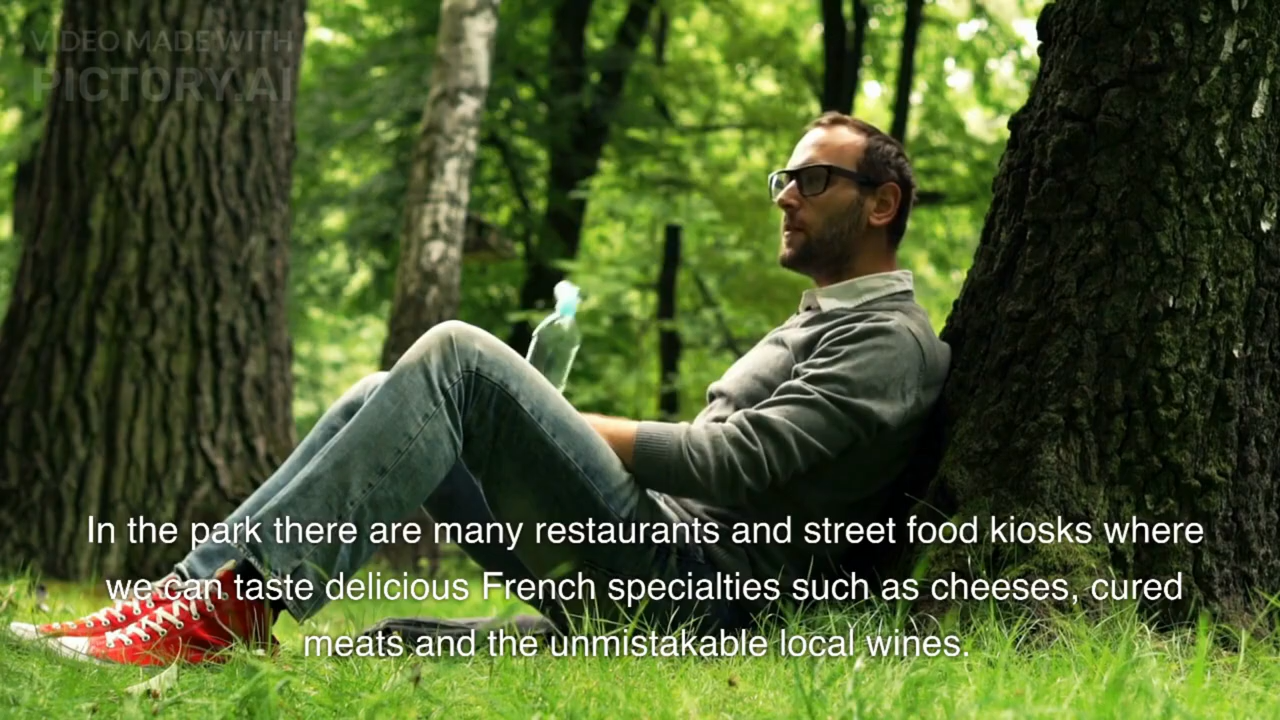 VIDEO MADE WITH
PICTORY.AI
In the park there are many restaurants and street food kiosks where
we can taste delicious French specialties such as cheeses, cured
meats and the unmistakable local wines.